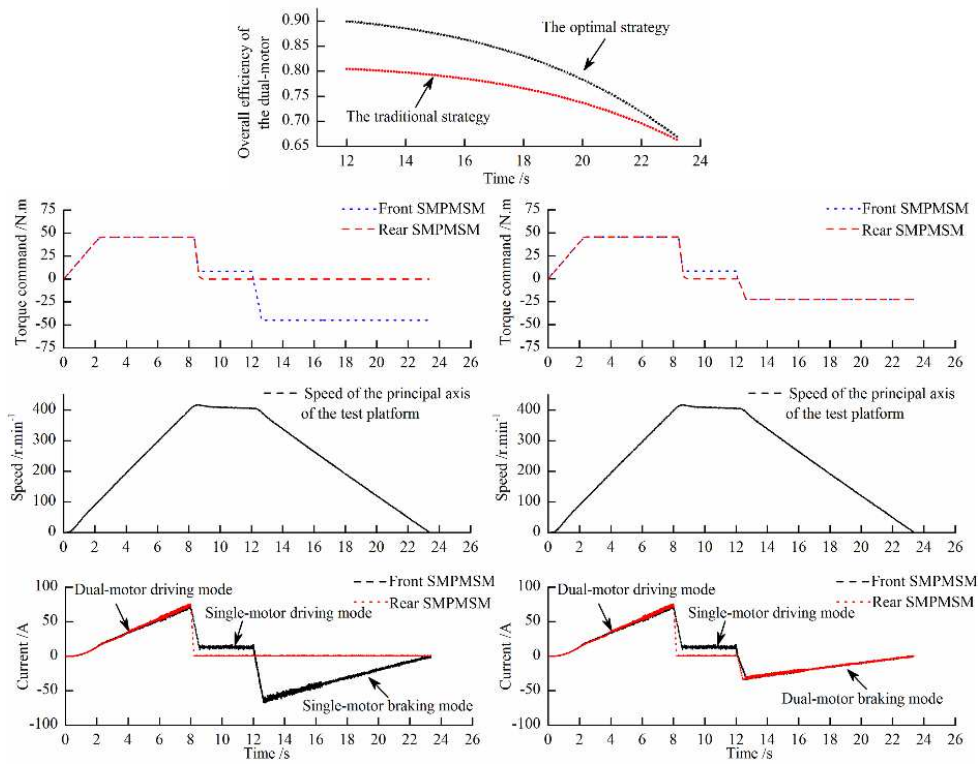 Overall efficiency of
the dual-motor
0.90
0.85
0.80
0.75
0.70
0.65
The optimal strategy
The traditional strategy
12 14 16 18 20 22 24
Time /s
Torque command /N.m
75
50
25
0
-25
-50
-75
Front SMPMSM
Rear SMPMSM
0 2 4 6 8 10 12 14 16 18 20 22 24 26
Torque command /N.m
75
50
25
0
-25
-50
-75
Front SMPMSM
Rear SMPMSM
0 2 4 6 8 10 12 14 16 18 20 22 24 26
Speed /r.min-1
400
300
200
100
0
Speed of the principal axis
of the test platform
0 2 4 6 8 10 12 14 16 18 20 22 24 26
Speed /r.min-1
400
300
200
100
0
Speed of the principal axis
of the test platform
0 2 4 6 8 10 12 14 16 18 20 22 24 26
Current /A
100
50
0
-50
-100
Dual-motor driving mode
Front SMPMSM
Rear SMPMSM
Single-motor driving mode
Single-motor braking mode
0 2 4 6 8 10 12 14 16 18 20 22 24 26
Time /s
Current /A
100
50
0
-50
-100
Dual-motor driving mode
Front SMPMSM
Rear SMPMSM
Single-motor driving mode
Dual-motor braking mode
0 2 4 6 8 10 12 14 16 18 20 22 24 26
Time /s